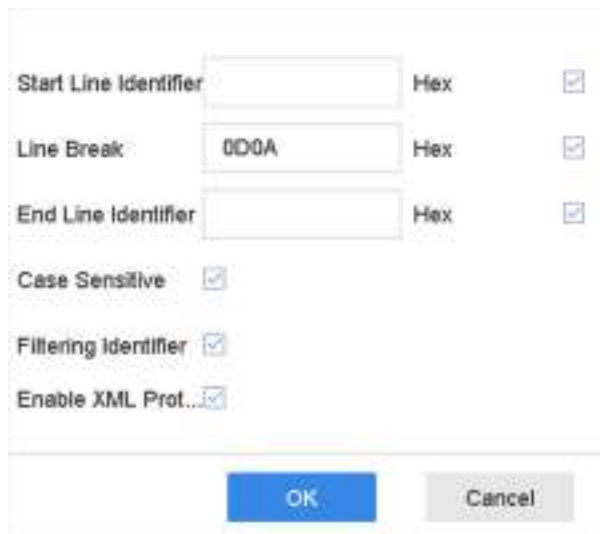 Start Line Identifier Hex
Line Break 0D0A Hex
End Line Identifier Hex
Case Sensitive
Filtering Identifier
Enable XML Prot...
OK Cancel